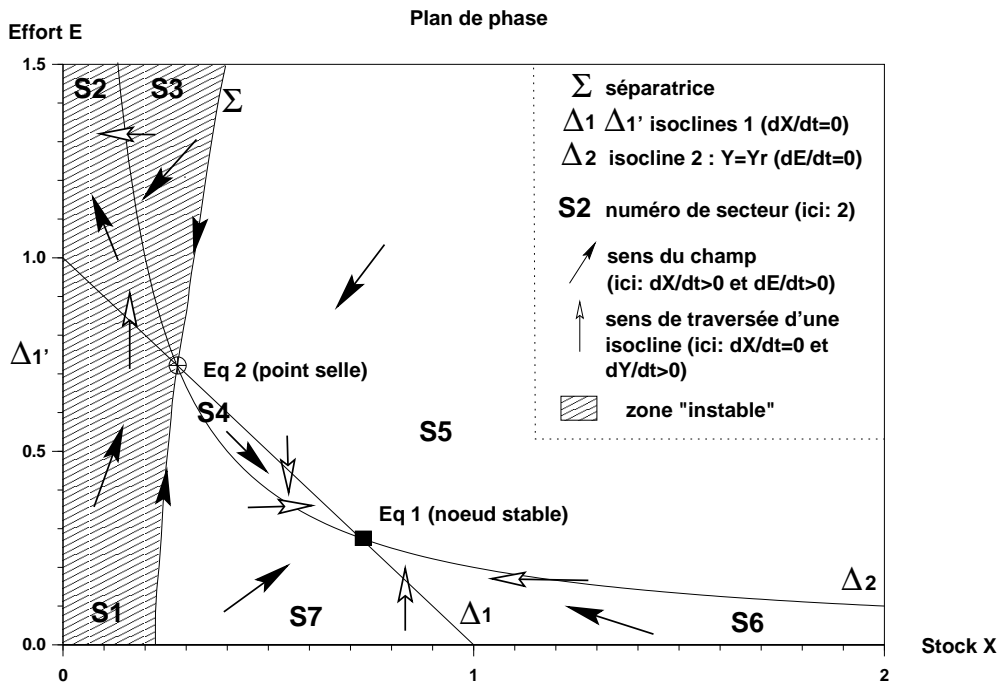 Plan de phase
Effort E
1.5
1.0
0.5
0.0
0
1
2
Stock X
S2
S3
Σ
Δ1'
Eq 2 (point selle)
S4
S5
Eq 1 (noeud stable)
S1
S7
Δ1
S6
Δ2
Σ séparatrice
Δ1 Δ1' isoclines 1 (dX/dt=0)
Δ2 isocline 2 : Y=Yr (dE/dt=0)
S2 numéro de secteur (ici: 2)
sens du champ
(ici: dX/dt>0 et dE/dt>0)
sens de traversée d'une
isocline (ici: dX/dt=0 et
dY/dt>0)
zone "instable"